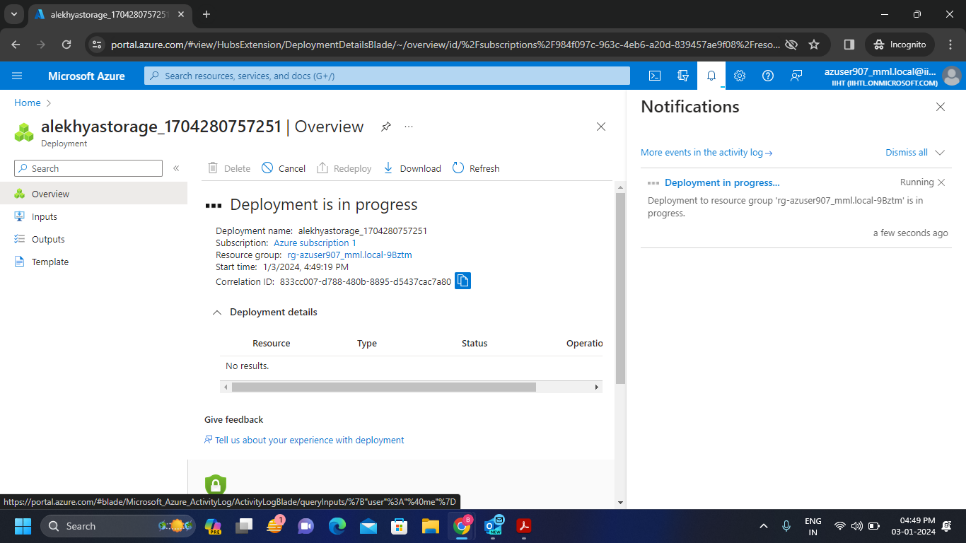 alekhyastorage_1704280757251
portal.azure.com/#view/HubsExtension/DeploymentDetailsBlade/~/overview/id/%2Fsubscriptions%2F984f097c-963c-4eb6-a20d-839457ae9f08%2Freso...
Incognito
Microsoft Azure
Search resources, services, and docs (G+/)
azuser907_mml.local@ii...
IIHT (IIHTLONMICROSOFT.COM)
Home
alekhyastorage_1704280757251 | Overview
Deployment
Search
Overview
Inputs
Outputs
Template
Delete
Cancel
Redeploy
Download
Refresh
Deployment is in progress
Deployment name: alekhyastorage_1704280757251
Subscription: Azure subscription 1
Resource group: rg-azuser907_mml.local-9Bztm
Start time: 1/3/2024, 4:49:19 PM
Correlation ID: 833cc007-d788-480b-8895-d5437cac7a80
Deployment details
Resource Type Status Operatio
No results.
Give feedback
Tell us about your experience with deployment
Notifications
More events in the activity log →
Dismiss all
Deployment in progress...
Running
Deployment to resource group 'rg-azuser907_mml.local-9Bztm' is in
progress.
a few seconds ago
https://portal.azure.com/#blade/Microsoft_Azure_ActivityLog/ActivityLogBlade/queryInputs/%7B"user"%3A"%40me"%7D
Search
ENG
IN
04:49 PM
03-01-2024